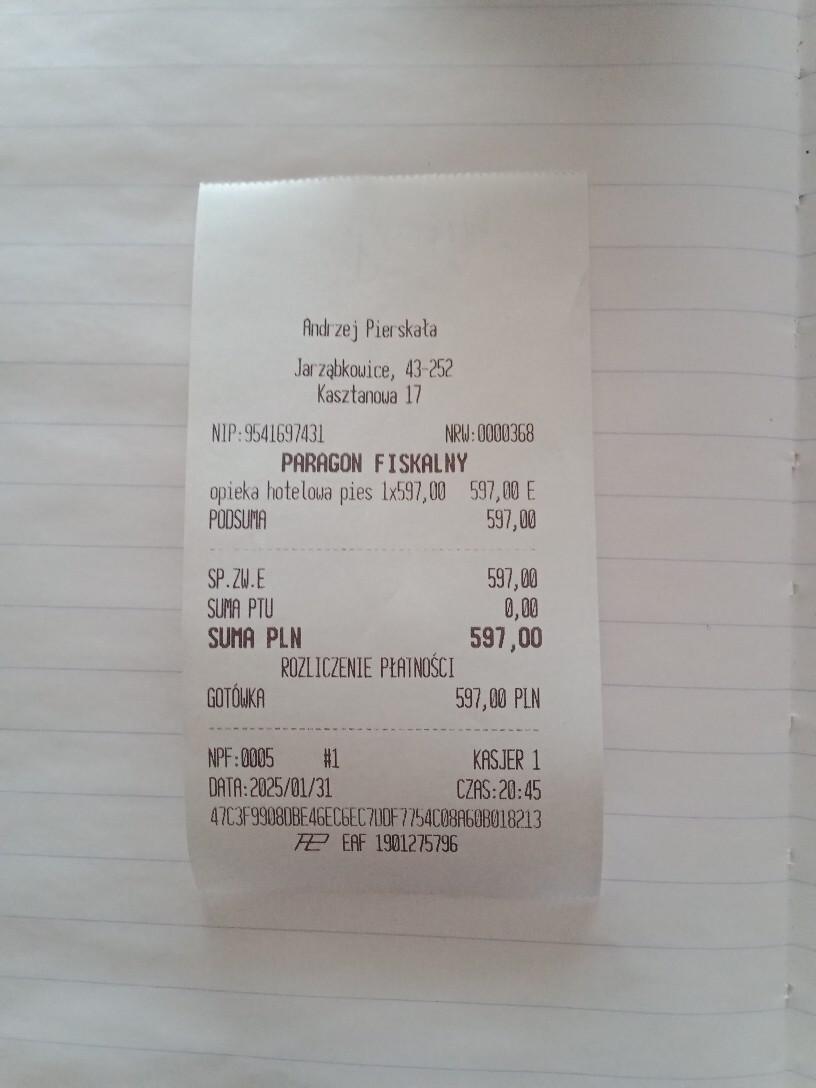 Andrzej Pierskała
Jarząbkowice, 43-252
Kasztanowa 17
NIP:9541697431 NRW:0000368
PARAGON FISKALNY
opieka hotelowa pies 1x597,00 597,00 E
PODSUMA 597,00
SP.ZW.E 597,00
SUMA PTU 0,00
SUMA PLN 597,00
ROZLICZENIE PŁATNOŚCI
GOTÓWKA 597,00 PLN
NPF:0005 #1 KASJER 1
DATA:2025/01/31 CZAS:20:45
47C3F9908DBE46EC6EC7DDF7754C08A60B018213
EAF 1901275796